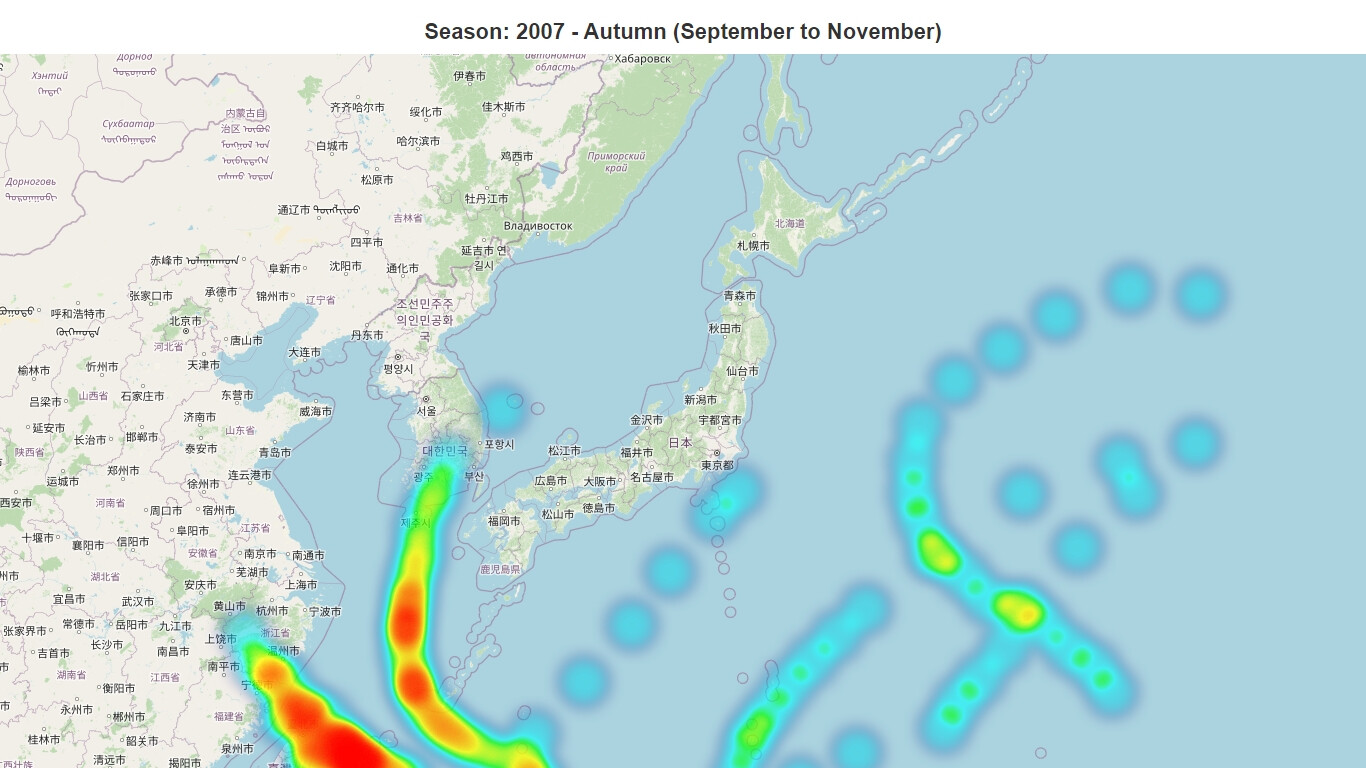 Season: 2007 - Autumn (September to November)
Дорнод
автономная
область
Хабаровск
Хэнтий
伊春市
齐齐哈尔市
绥化市
佳木斯市
内蒙古自
治区
Сүхбаатар
哈尔滨市
白城市
鸡西市
Приморский
край
松原市
Дорноговь
牡丹江市
通辽市
吉林省
北海道
Владивосток
四平市
延吉市 연
길시
札幌市
赤峰市
阜新市
沈阳市
通化市
张家口市
承德市
锦州市
辽宁省
조선민주주
의인민공화
국
青森市
呼和浩特市
北京市
秋田市
丹东市
河北省
唐山市
大连市
天津市
평양시
榆林市
忻州市
仙台市
山西省
石家庄市
东营市
吕梁市
威海市
서울
新潟市
济南市
金沢市
宇都宮市
延安市
山东省
长治市
邯郸市
泰安市
青岛市
대한민국
포항시
松江市
福井市
日本
陕西省
东京都
郑州市
连云港市
광주
부산
運城市
広島市
大阪市
名古屋市
徐州市
西安市
河南省
周口市
宿州市
松山市
徳島市
제주시
福岡市
江苏省
阜阳市
十堰市
襄阳市
信阳市
安徽省
南京市
南通市
鹿児島県
芜湖市
湖北省
安庆市
上海市
宜昌市
武汉市
黄山市
杭州市
宁波市
常德市
岳阳市
九江市
张家界市
上饶市
浙江省
长沙市
吉首市
南昌市
温州市
南平市
湖南省
江西省
衡阳市
永州市
郴州市
福建省
桂林市
韶关市
泉州市
清远市
揭阳市